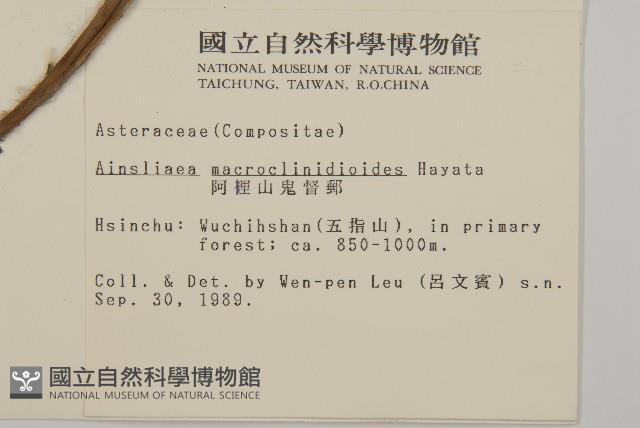 國立自然科學博物館
NATIONAL MUSEUM OF NATURAL SCIENCE
TAICHUNG, TAIWAN, R.O.CHINA
Asteraceae(Compositae)
Ainsliaea macroclinidioides Hayata
阿裡山鬼督郵
Hsinchu: Wuchihshan(五指山), in primary
forest; ca. 850-1000m.
Coll. & Det. by Wen-pen Leu (呂文賓) s.n.
Sep. 30, 1989.
國立自然科學博物館
NATIONAL MUSEUM OF NATURAL SCIENCE